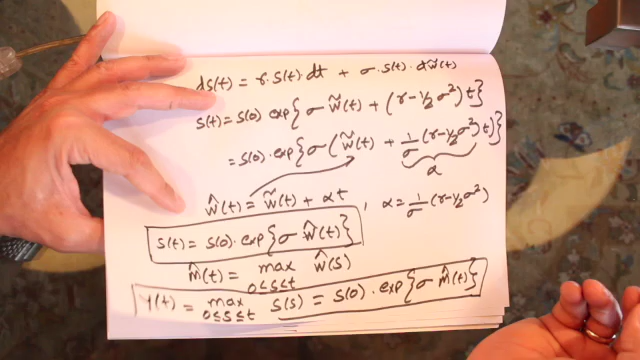 dS(t) = r·S(t)·dt + σ·S(t)·dW̃(t)
S(t) = S(0) exp{σ W̃(t) + (r-½σ²)t}
= S(0)·exp{σ(W̃(t) + 1/σ (r-½σ²)t)}
α
Ŵ(t) = W̃(t) + αt , α = 1/σ (r-½σ²)
S(t) = S(0)·exp{σ Ŵ(t)}
M̂(t) = max Ŵ(s)
0≤s≤t
Y(t) = max S(s) = S(0)·exp{σ M̂(t)}
0≤s≤t